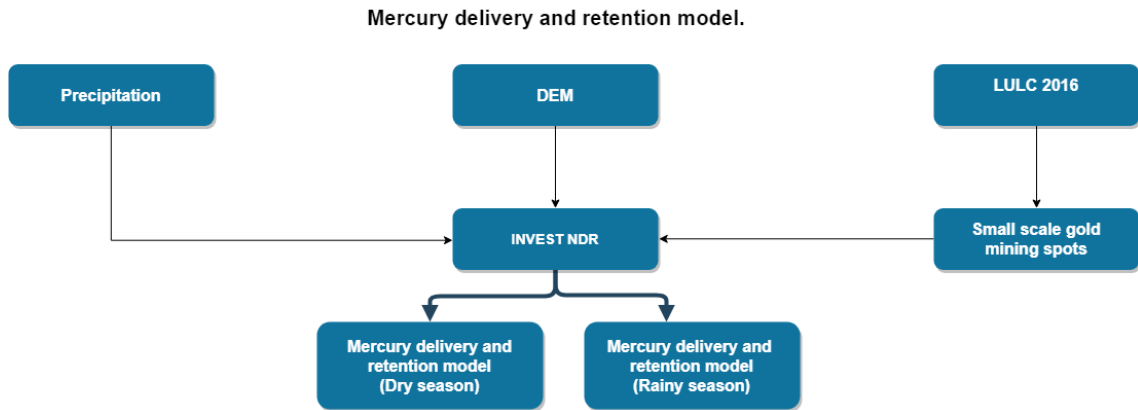 Mercury delivery and retention model.
Precipitation
DEM
LULC 2016
INVEST NDR
Small scale gold
mining spots
Mercury delivery and
retention model
(Dry season)
Mercury delivery and
retention model
(Rainy season)